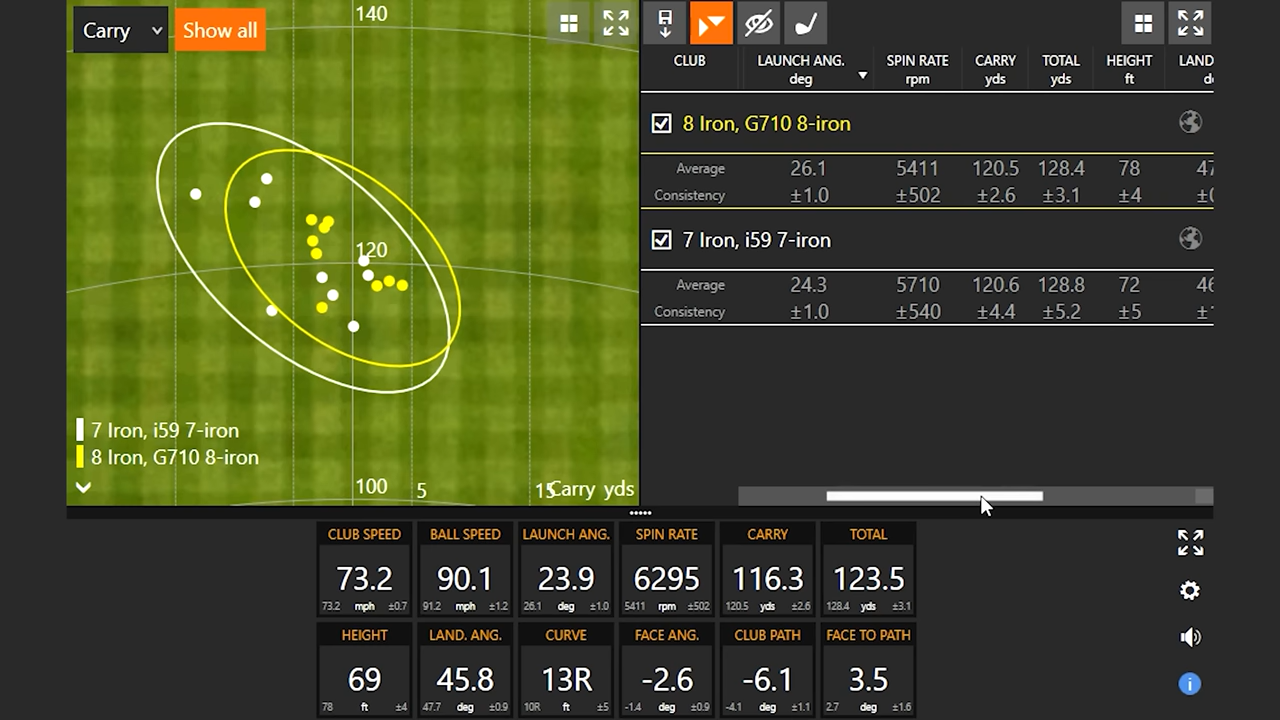 Carry
Show all
140
120
100
5
15
Carry yds
7 Iron, i59 7-iron
8 Iron, G710 8-iron
CLUB LAUNCH ANG. SPIN RATE CARRY TOTAL HEIGHT LAND
deg rpm yds yds ft d
8 Iron, G710 8-iron
Average 26.1 5411 120.5 128.4 78 47
Consistency ±1.0 ±502 ±2.6 ±3.1 ±4 ±0
7 Iron, i59 7-iron
Average 24.3 5710 120.6 128.8 72 46
Consistency ±1.0 ±540 ±4.4 ±5.2 ±5 ±1
CLUB SPEED BALL SPEED LAUNCH ANG. SPIN RATE CARRY TOTAL
73.2 90.1 23.9 6295 116.3 123.5
73.2 mph ±0.7 91.2 mph ±1.2 26.1 deg ±1.0 5411 rpm ±502 120.5 yds ±2.6 128.4 yds ±3.1
HEIGHT LAND. ANG. CURVE FACE ANG. CLUB PATH FACE TO PATH
69 45.8 13R -2.6 -6.1 3.5
78 ft ±4 47.7 deg ±0.9 10R ft ±5 -1.4 deg ±0.9 -4.1 deg ±1.1 2.7 deg ±1.6